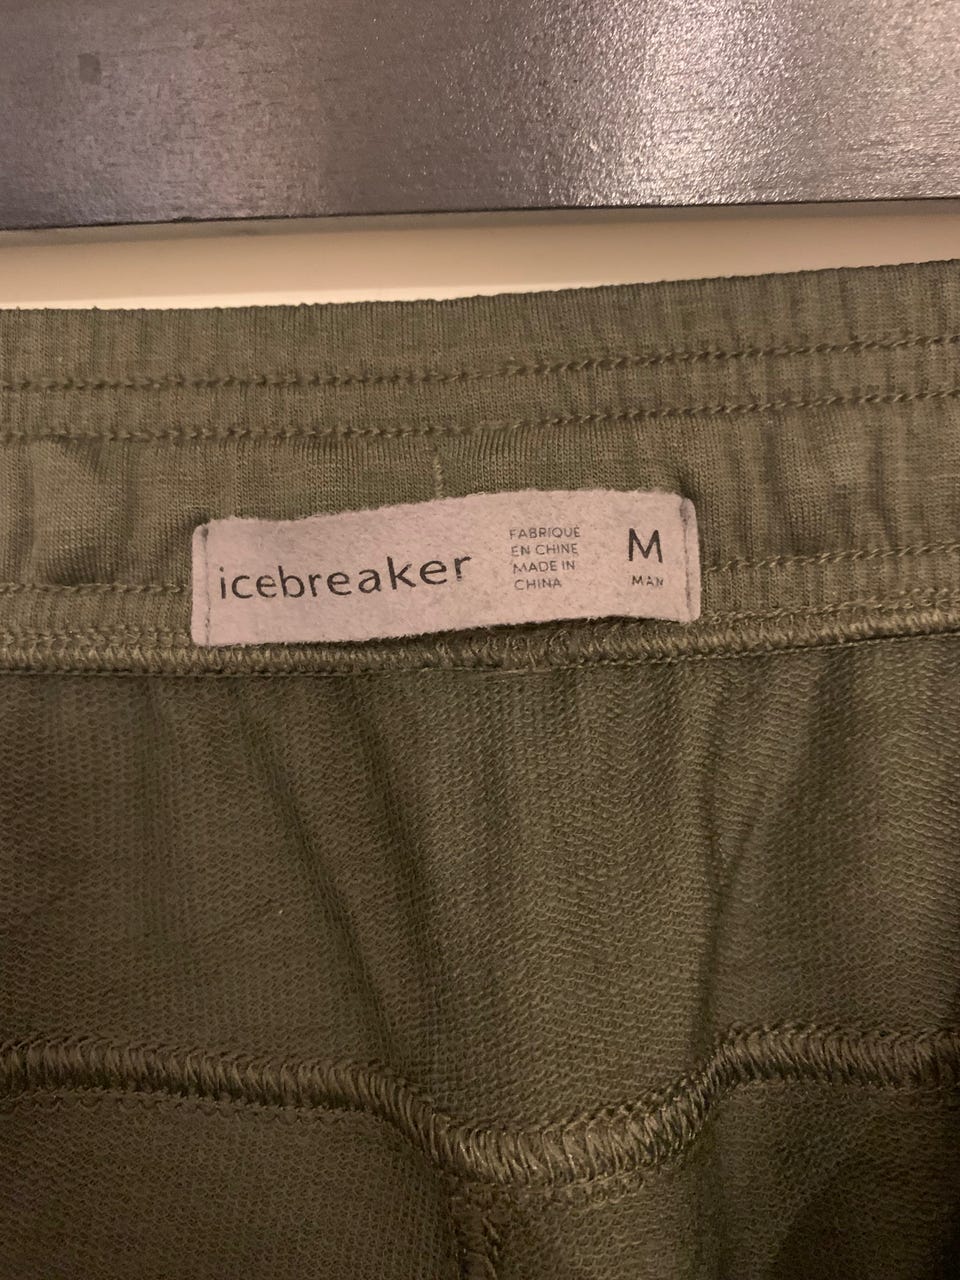 icebreaker
FABRIQUÉ
EN CHINE
MADE IN
CHINA
M
MAN